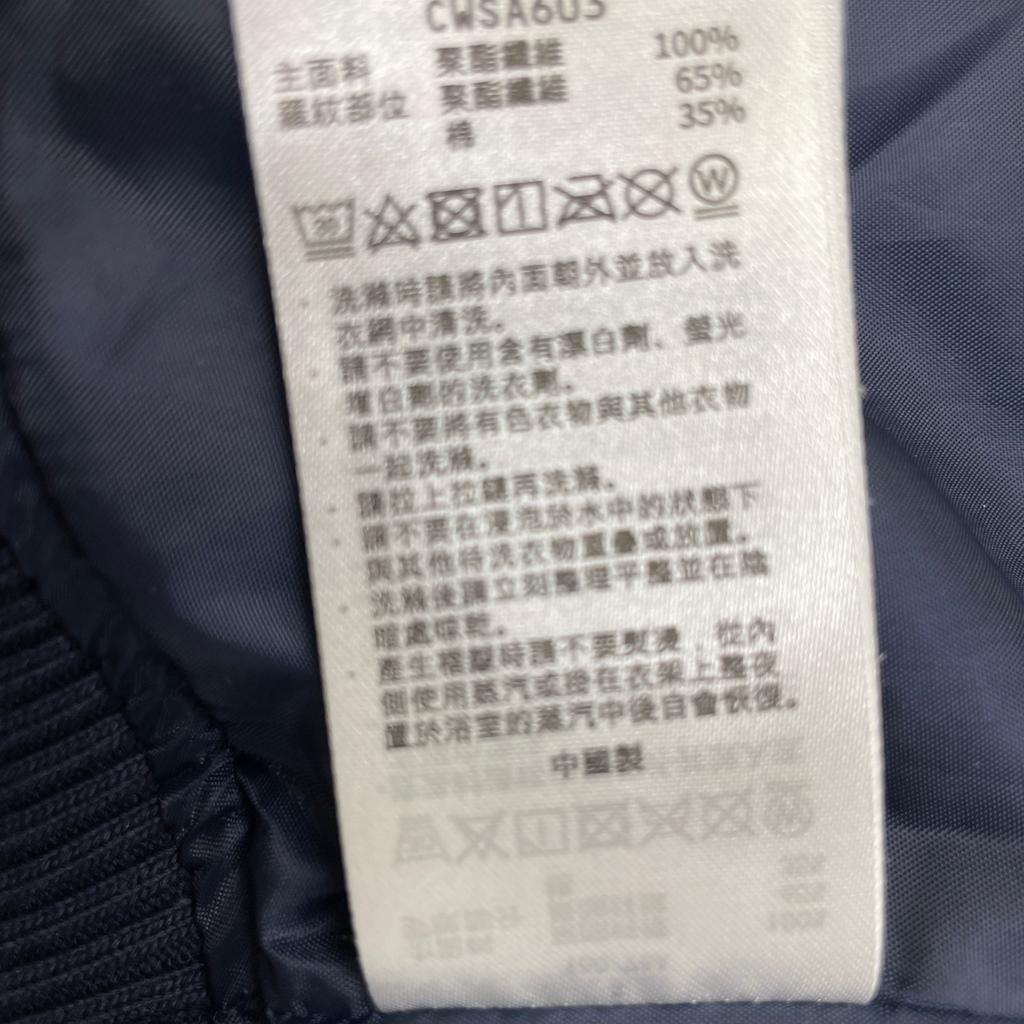 CWSA603
主面料 聚酯纖維 100%
羅紋部位 聚酯纖維 65%
棉 35%
30
W
· 洗滌時請將內面翻外並放入洗
衣網中清洗。
· 請不要使用含有漂白劑、螢光
增白劑的洗衣劑。
· 請不要將有色衣物與其他衣物
一起洗滌。
· 請拉上拉鏈再洗滌。
· 請不要在浸泡於水中的狀態下
與其他待洗衣物重疊或放置。
· 洗滌後請立刻整理平整並在陰
暗處晾乾。
· 產生褶皺時請不要熨燙，從內
側使用蒸汽或掛在衣架上整夜
置於浴室的蒸汽中後自會恢復。
中國製